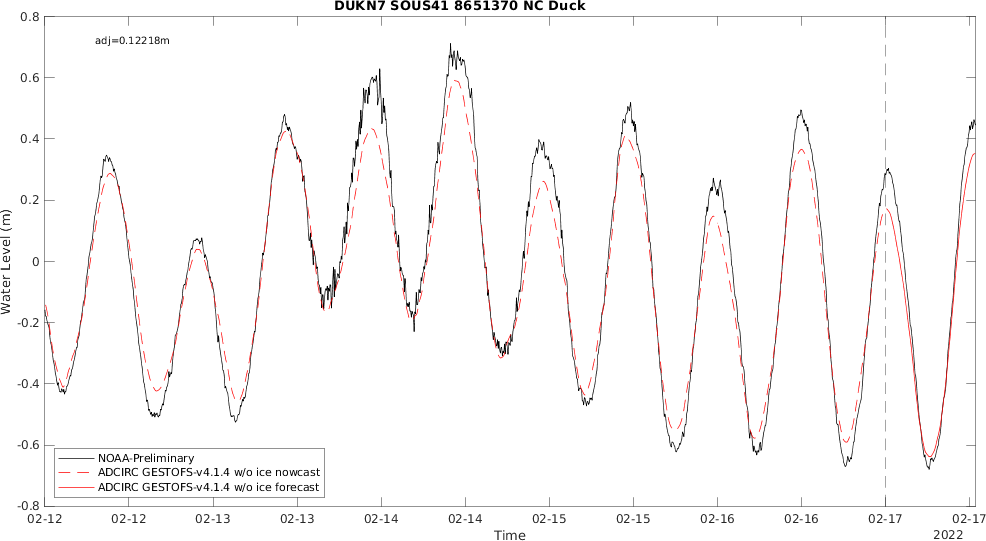 DUKN7 SOUS41 8651370 NC Duck
adj=0.12218m
0.8
0.6
0.4
0.2
0
-0.2
-0.4
-0.6
-0.8
Water Level (m)
NOAA-Preliminary
ADCIRC GESTOFS-v4.1.4 w/o ice nowcast
ADCIRC GESTOFS-v4.1.4 w/o ice forecast
02-12 02-12 02-13 02-13 02-14 02-14 02-15 02-15 02-16 02-16 02-17 02-17
2022
Time